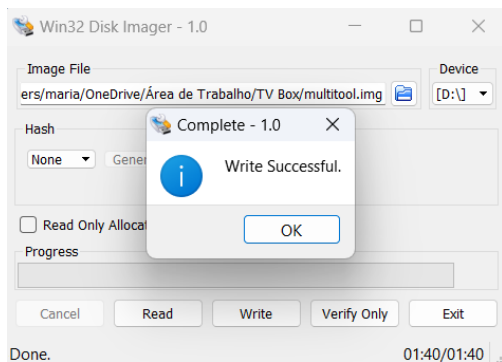 Win32 Disk Imager - 1.0
Image File
Device
ers/maria/OneDrive/Área de Trabalho/TV Box/multitool.img
[D:\]
Hash
None
Complete - 1.0
Write Successful.
OK
Progress
Cancel
Read
Write
Verify Only
Exit
Done.
01:40/01:40
Read Only